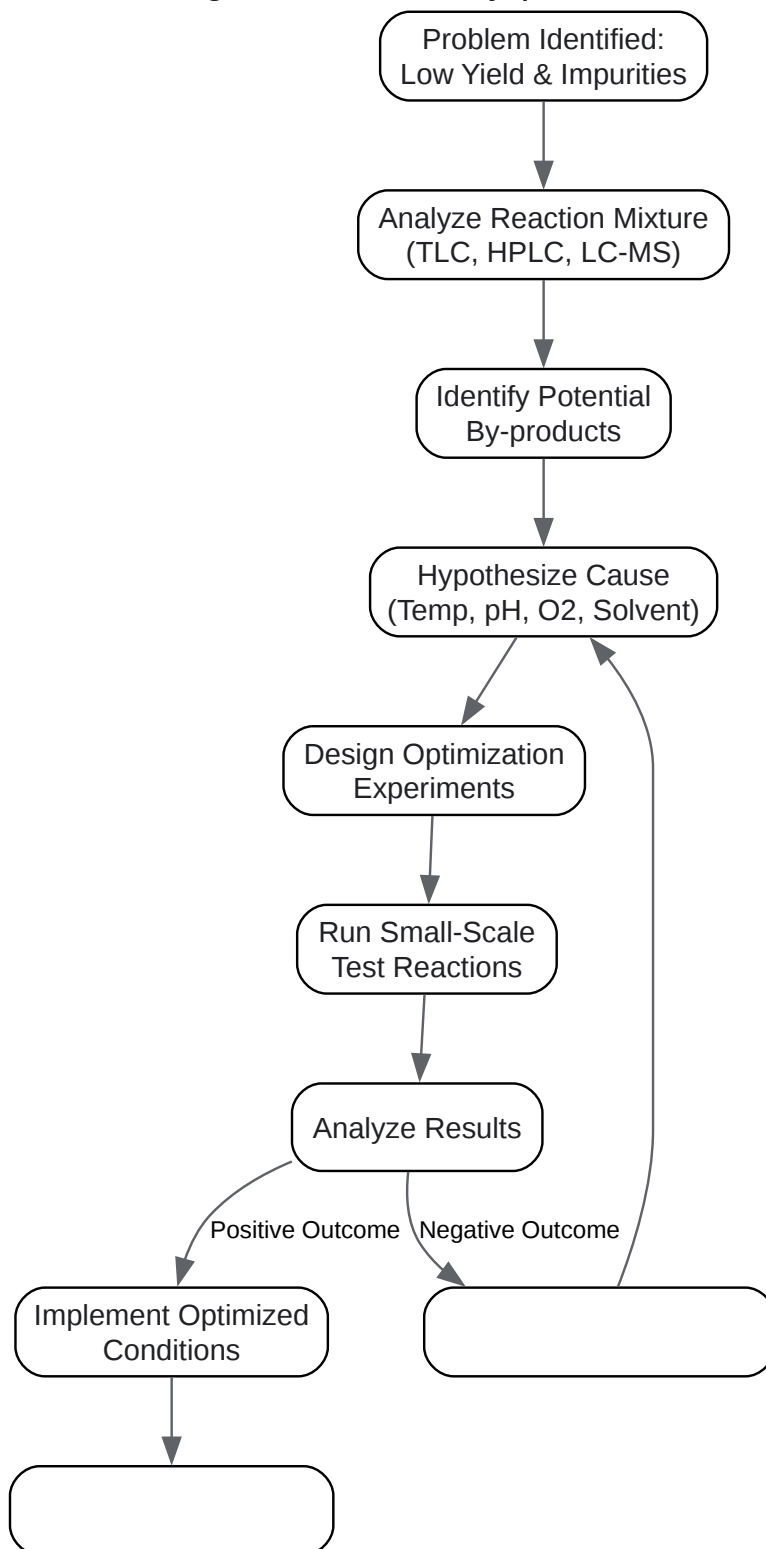 Problem Identified:
Low Yield & Impurities
Analyze Reaction Mixture
(TLC, HPLC, LC-MS)
Identify Potential
By-products
Hypothesize Cause
(Temp, pH, O2, Solvent)
Design Optimization
Experiments
Run Small-Scale
Test Reactions
Analyze Results
Positive Outcome
Negative Outcome
Implement Optimized
Conditions